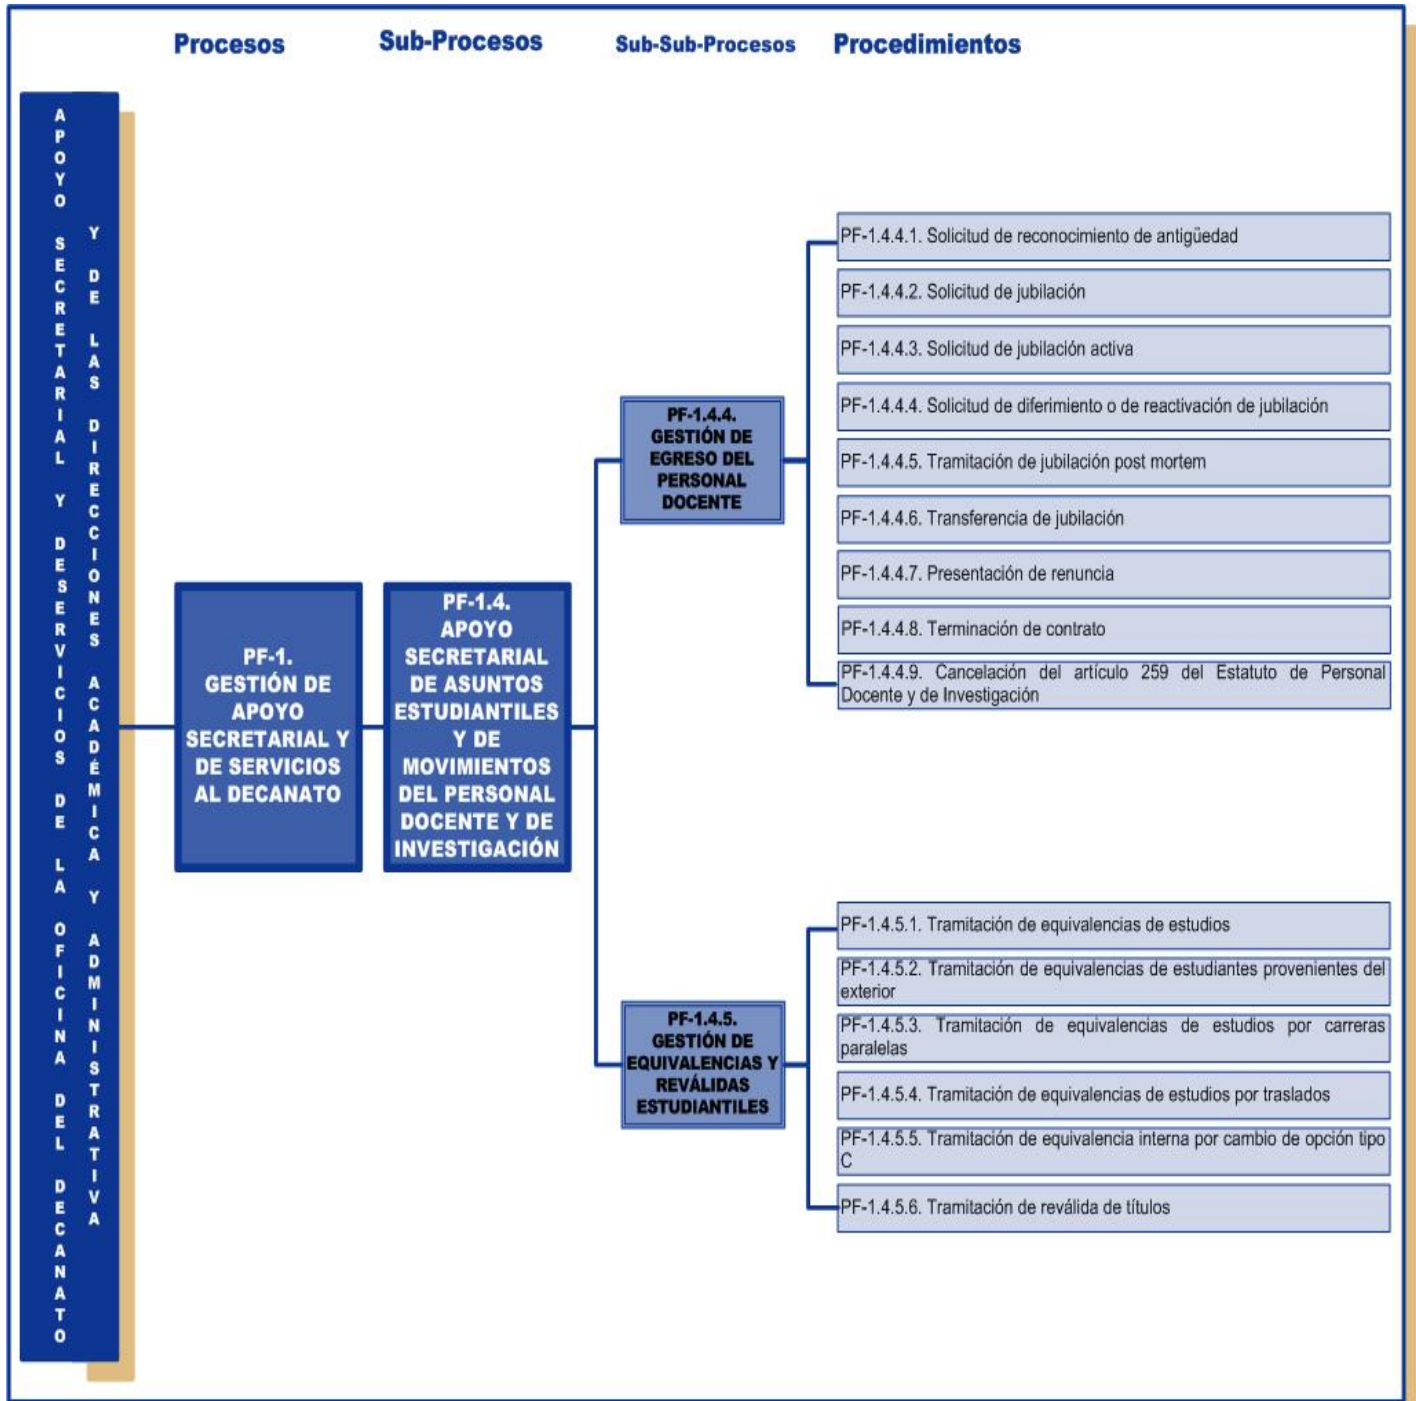 Procesos
Sub-Procesos
Sub-Sub-Procesos
Procedimientos
APOYO SECRETARIAL Y DESERVICIOS DE LA OFICINA DEL DECANATO
Y DE LAS DIRECCIONES ACADÉMICA Y ADMINISTRATIVA
PF-1.
GESTIÓN DE
APOYO
SECRETARIAL Y
DE SERVICIOS
AL DECANATO
PF-1.4.
APOYO
SECRETARIAL
DE ASUNTOS
ESTUDIANTILES
Y DE
MOVIMIENTOS
DEL PERSONAL
DOCENTE Y DE
INVESTIGACIÓN
PF-1.4.4.
GESTIÓN DE
EGRESO DEL
PERSONAL
DOCENTE
PF-1.4.4.1. Solicitud de reconocimiento de antigüedad
PF-1.4.4.2. Solicitud de jubilación
PF-1.4.4.3. Solicitud de jubilación activa
PF-1.4.4.4. Solicitud de diferimiento o de reactivación de jubilación
PF-1.4.4.5. Tramitación de jubilación post mortem
PF-1.4.4.6. Transferencia de jubilación
PF-1.4.4.7. Presentación de renuncia
PF-1.4.4.8. Terminación de contrato
PF-1.4.4.9. Cancelación del artículo 259 del Estatuto de Personal
Docente y de Investigación
PF-1.4.5.
GESTIÓN DE
EQUIVALENCIAS Y
REVÁLIDAS
ESTUDIANTILES
PF-1.4.5.1. Tramitación de equivalencias de estudios
PF-1.4.5.2. Tramitación de equivalencias de estudiantes provenientes del
exterior
PF-1.4.5.3. Tramitación de equivalencias de estudios por carreras
paralelas
PF-1.4.5.4. Tramitación de equivalencias de estudios por traslados
PF-1.4.5.5. Tramitación de equivalencia interna por cambio de opción tipo
C
PF-1.4.5.6. Tramitación de reválida de títulos